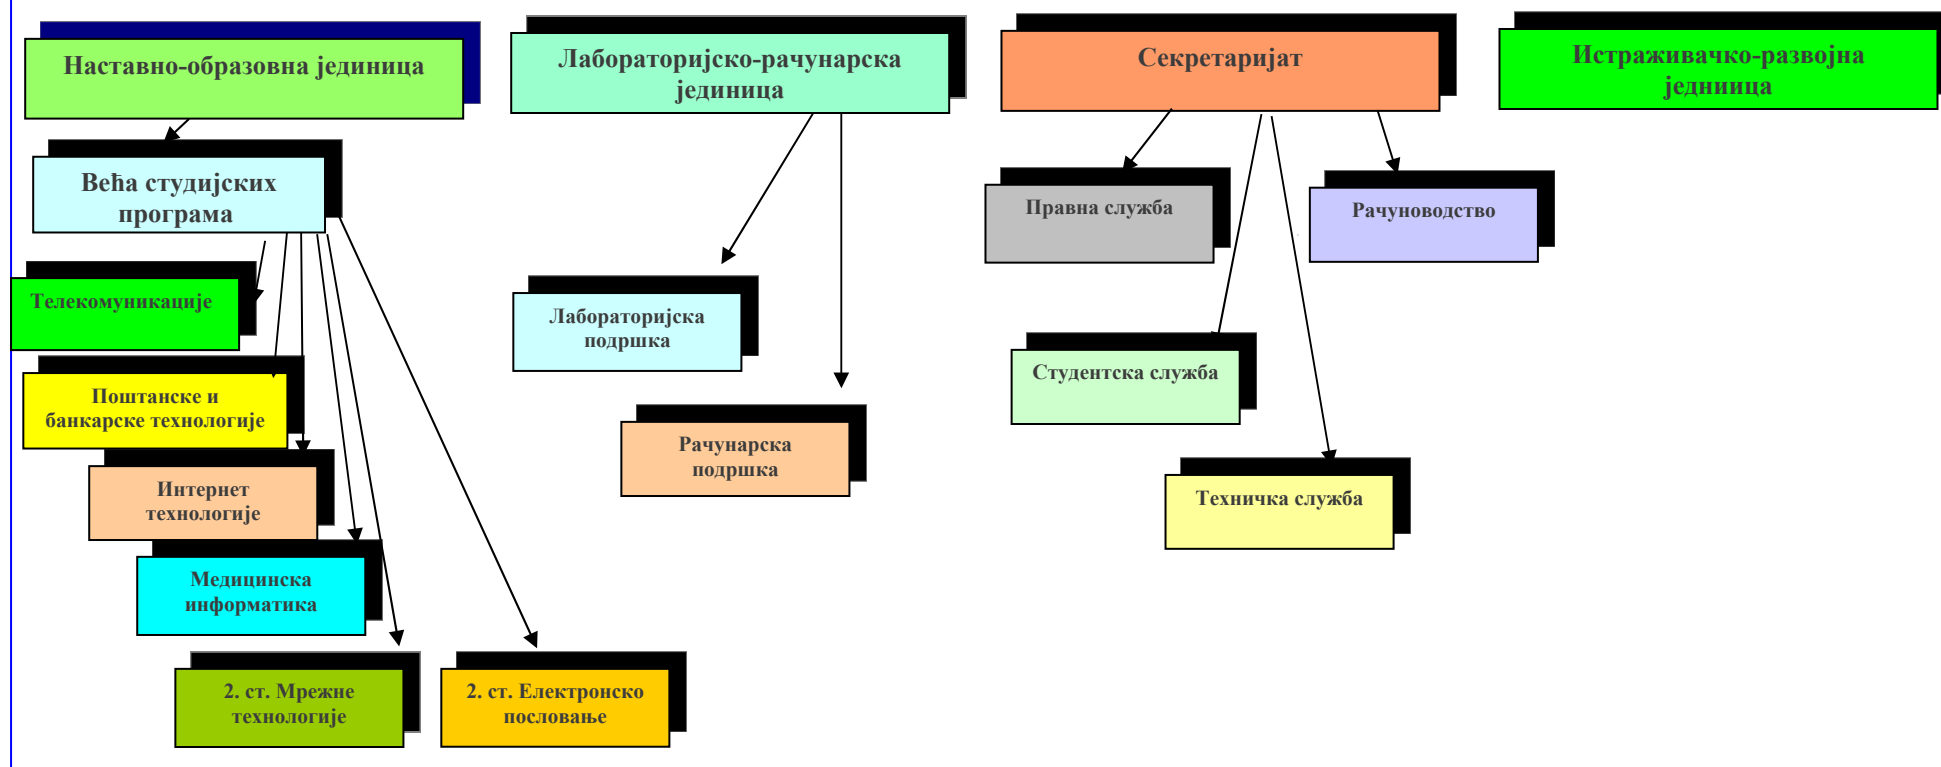 Наставно-образовна јединица
Лабораторијско-рачунарска
јединица
Секретаријат
Истраживачко-развојна
једниица
Већа студијских
програма
Правна служба
Рачуноводство
Телекомуникације
Лабораторијска
подршка
Студентска служба
Поштанске и
банкарске технологије
Рачунарска
подршка
Интернет
технологије
Техничка служба
Медицинска
информатика
2. ст. Мрежне
технологије
2. ст. Електронско
пословање